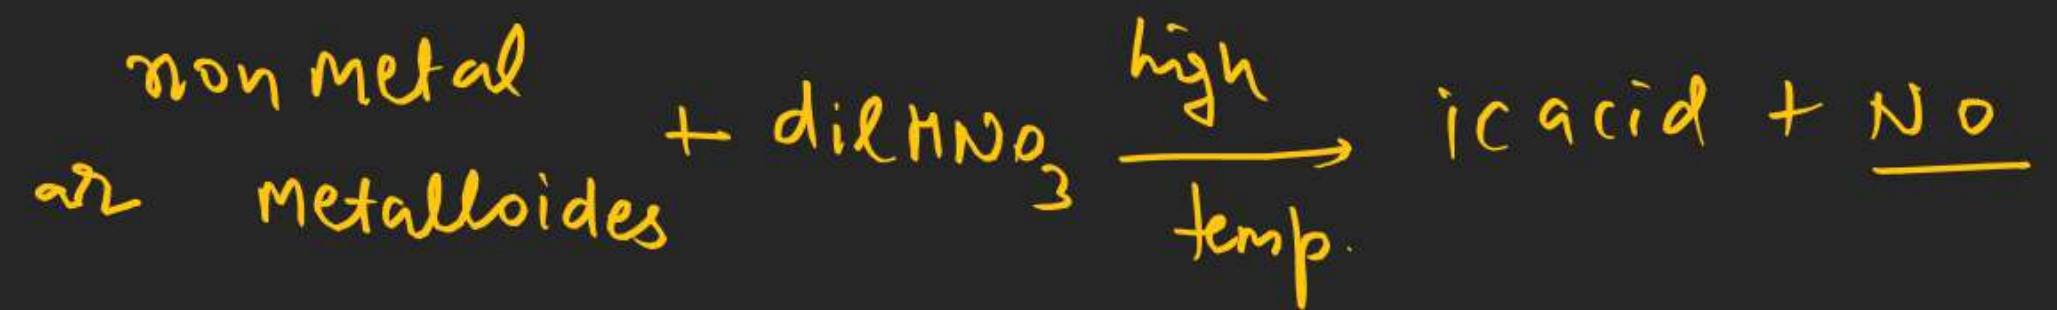 non metal
or metalloides + dil HNO3 high temp. → ic acid + NO